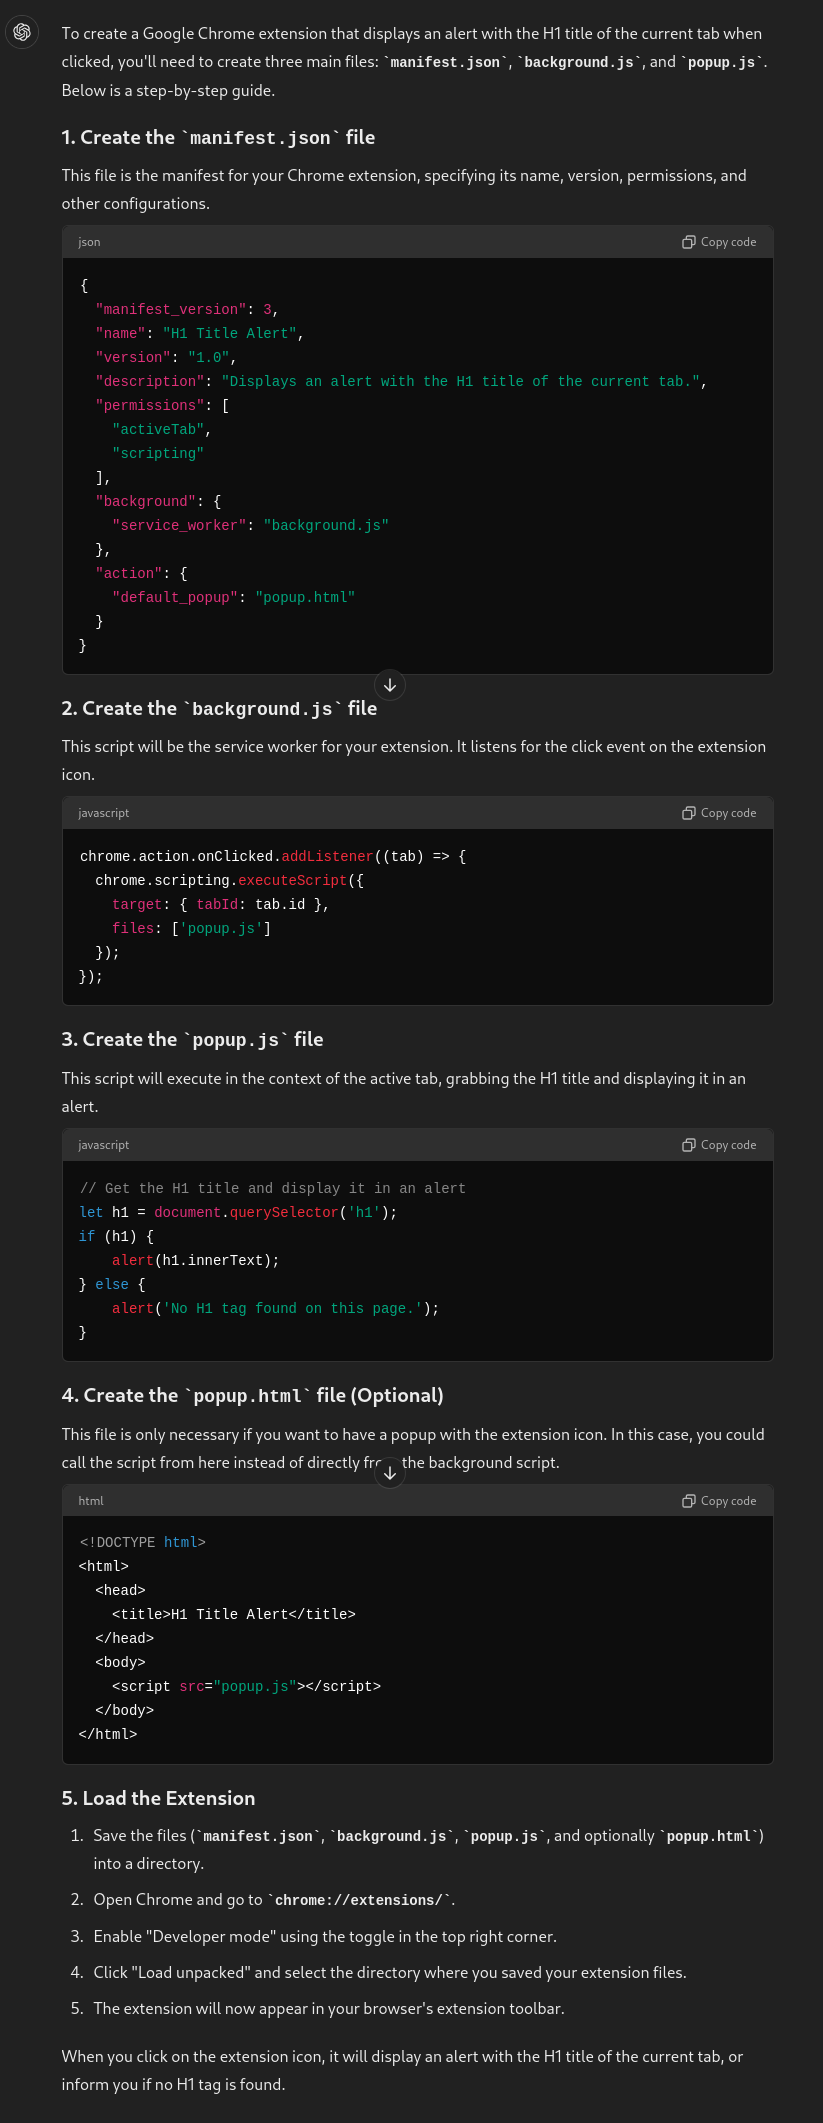 To create a Google Chrome extension that displays an alert with the H1 title of the current tab when
clicked, you'll need to create three main files: `manifest.json`, `background.js`, and `popup.js`.
Below is a step-by-step guide.
1. Create the `manifest.json` file
This file is the manifest for your Chrome extension, specifying its name, version, permissions, and
other configurations.
json Copy code
{
  "manifest_version": 3,
  "name": "H1 Title Alert",
  "version": "1.0",
  "description": "Displays an alert with the H1 title of the current tab.",
  "permissions": [
    "activeTab",
    "scripting"
  ],
  "background": {
    "service_worker": "background.js"
  },
  "action": {
    "default_popup": "popup.html"
  }
}
2. Create the `background.js` file
This script will be the service worker for your extension. It listens for the click event on the extension
icon.
javascript Copy code
chrome.action.onClicked.addListener((tab) => {
  chrome.scripting.executeScript({
    target: { tabId: tab.id },
    files: ['popup.js']
  });
});
3. Create the `popup.js` file
This script will execute in the context of the active tab, grabbing the H1 title and displaying it in an
alert.
javascript Copy code
// Get the H1 title and display it in an alert
let h1 = document.querySelector('h1');
if (h1) {
    alert(h1.innerText);
} else {
    alert('No H1 tag found on this page.');
}
4. Create the `popup.html` file (Optional)
This file is only necessary if you want to have a popup with the extension icon. In this case, you could
call the script from here instead of directly from the background script.
html Copy code
<!DOCTYPE html>
<html>
  <head>
    <title>H1 Title Alert</title>
  </head>
  <body>
    <script src="popup.js"></script>
  </body>
</html>
5. Load the Extension
1. Save the files (`manifest.json`, `background.js`, `popup.js`, and optionally `popup.html`)
into a directory.
2. Open Chrome and go to `chrome://extensions/`.
3. Enable "Developer mode" using the toggle in the top right corner.
4. Click "Load unpacked" and select the directory where you saved your extension files.
5. The extension will now appear in your browser's extension toolbar.
When you click on the extension icon, it will display an alert with the H1 title of the current tab, or
inform you if no H1 tag is found.